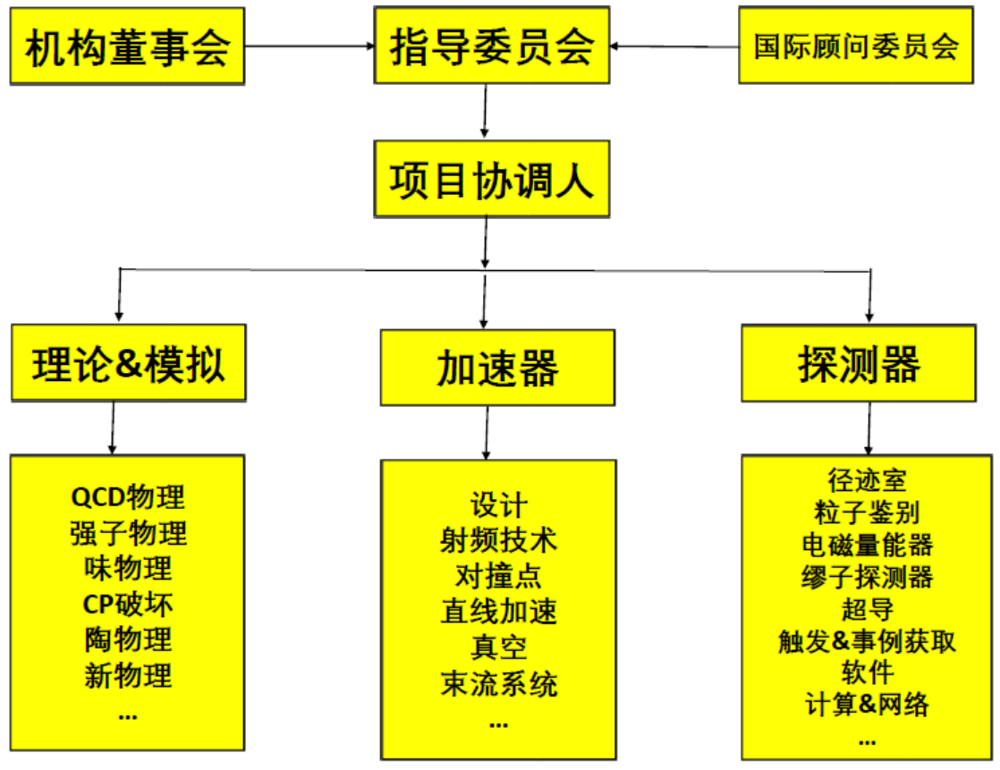 机构董事会
指导委员会
国际顾问委员会
项目协调人
理论&模拟
加速器
探测器
QCD物理
强子物理
味物理
CP破坏
陶物理
新物理
...
设计
射频技术
对撞点
直线加速
真空
束流系统
...
径迹室
粒子鉴别
电磁量能器
缪子探测器
超导
触发&事例获取
软件
计算&网络
...